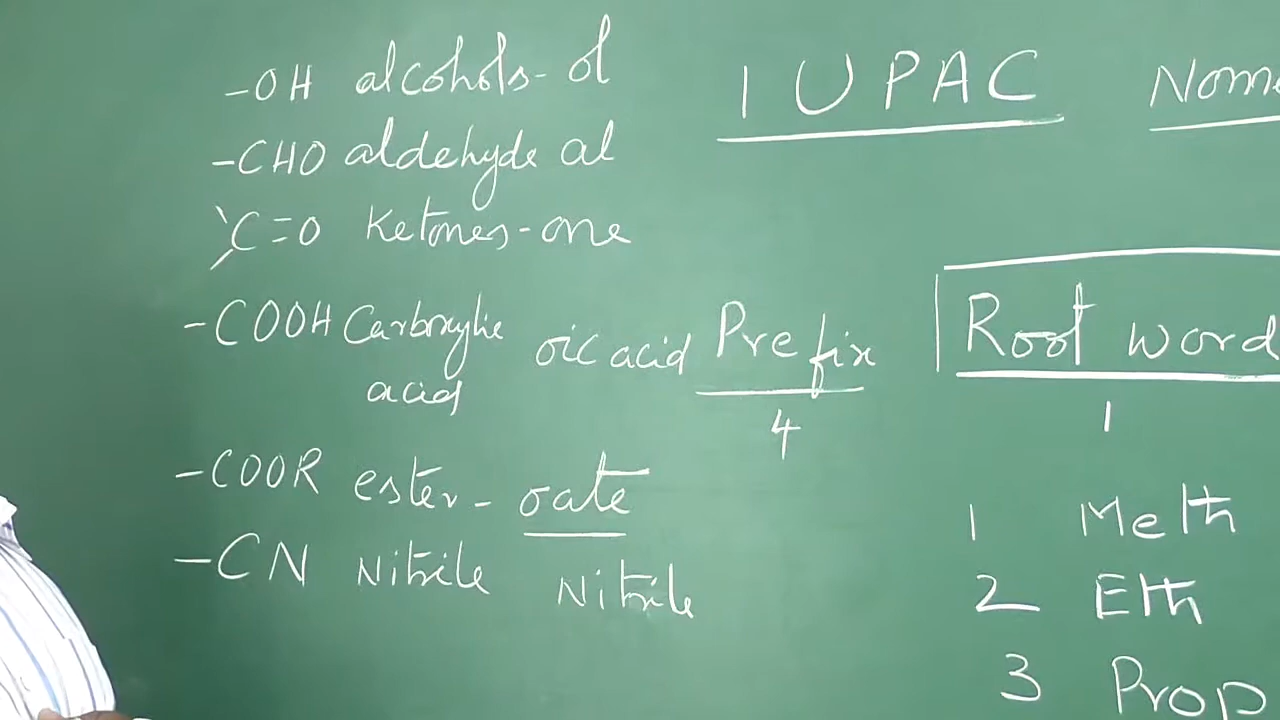 -OH alcohols- ol
-CHO aldehyde al
C=O Ketones-one
-COOH Carboxylic acid oic acid
-COOR ester- oate
-CN Nitrile Nitrile
IUPAC Nome
Prefix
4
Root word
1
1 Meth
2 Eth
3 Prop